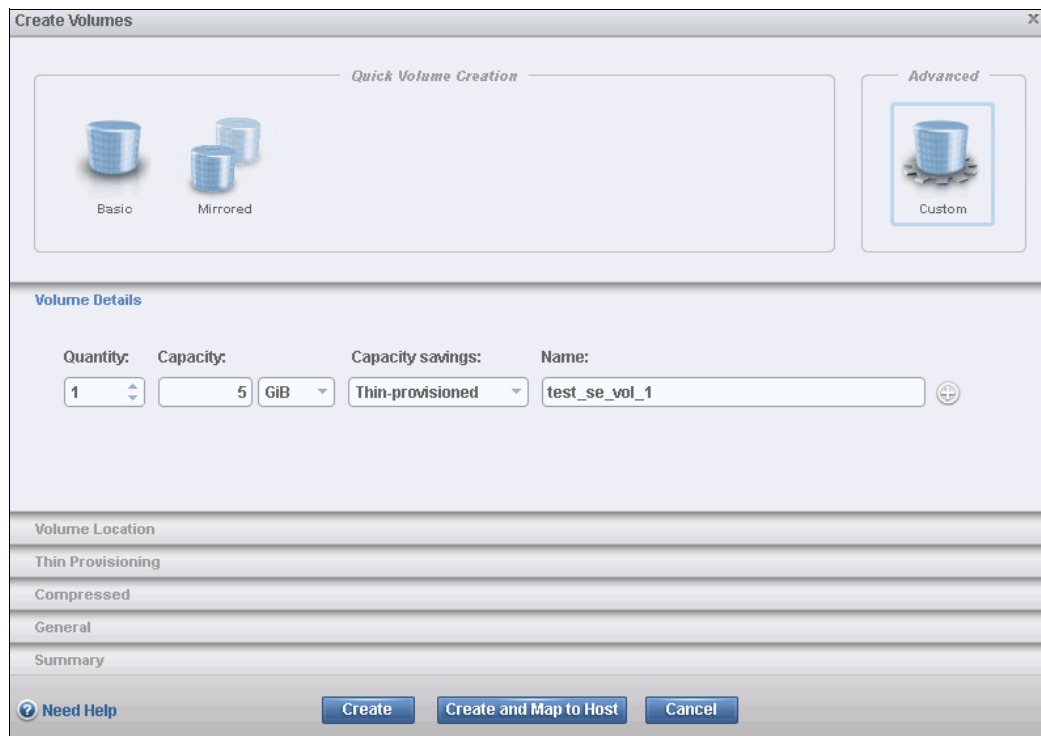 Create Volumes x
Quick Volume Creation
Advanced
Basic
Mirrored
Custom
Volume Details
Quantity: Capacity: Capacity savings: Name:
1 5 GiB Thin-provisioned test_se_vol_1
Volume Location
Thin Provisioning
Compressed
General
Summary
? Need Help Create Create and Map to Host Cancel